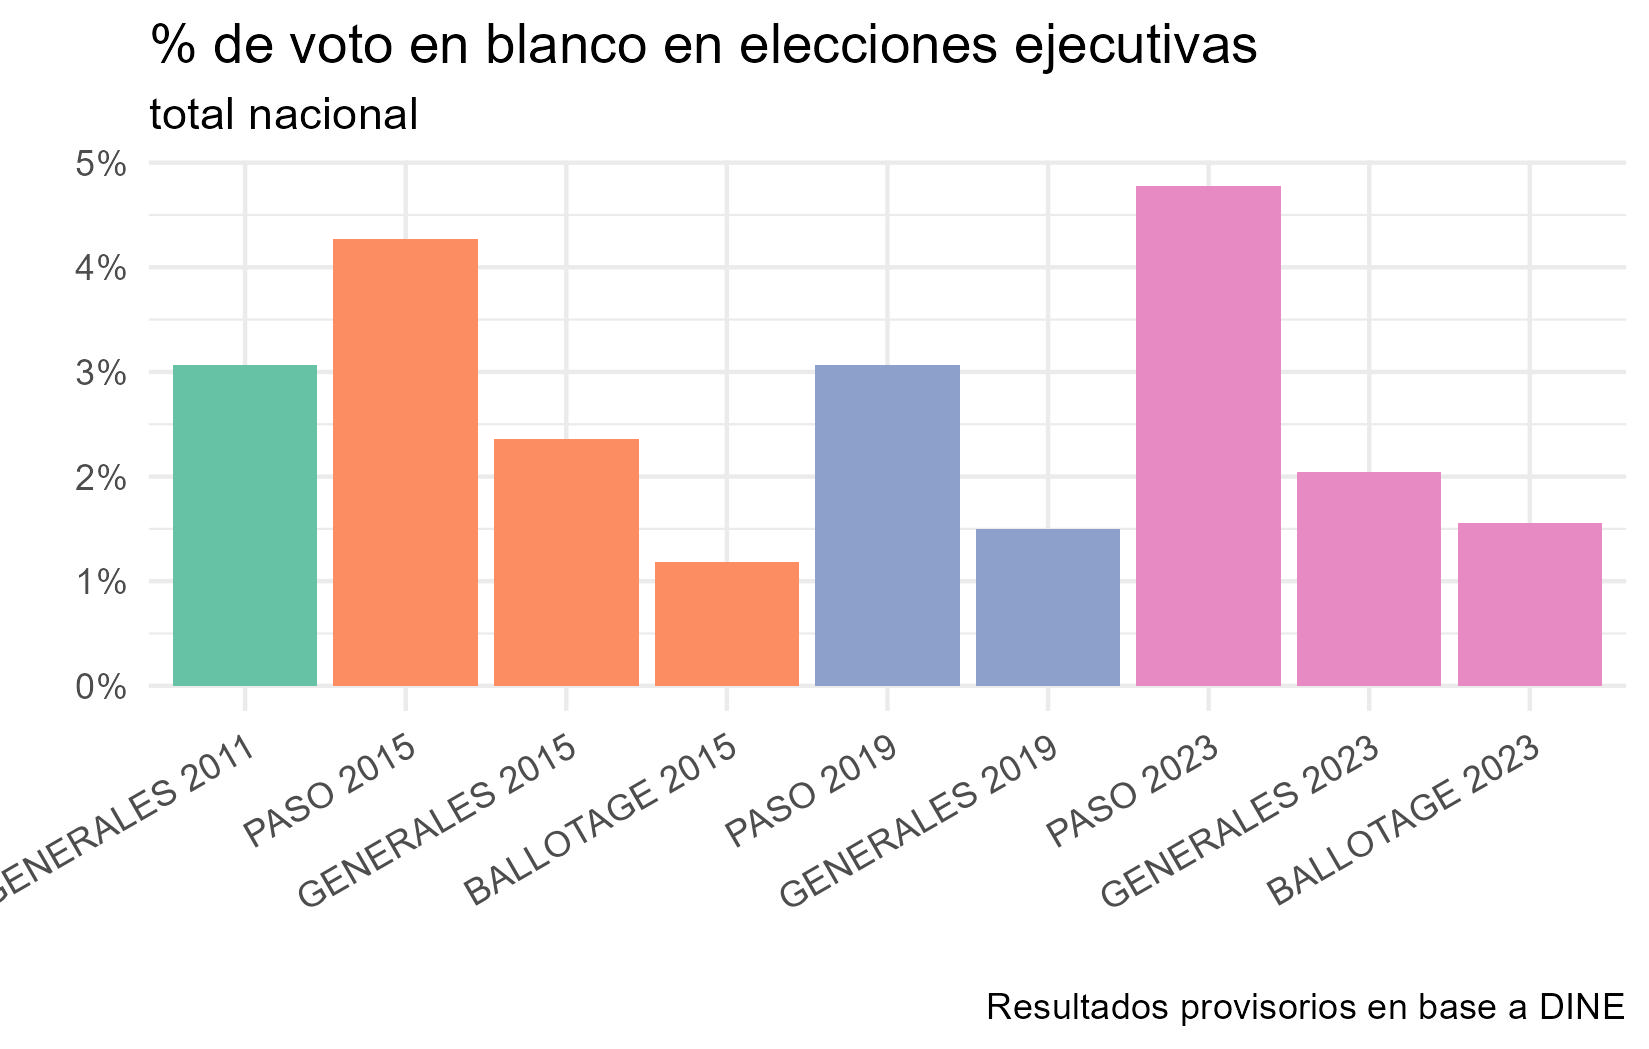 % de voto en blanco en elecciones ejecutivas
total nacional
5%
4%
3%
2%
1%
0%
GENERALES 2011
PASO 2015
GENERALES 2015
BALLOTAGE 2015
PASO 2019
GENERALES 2019
PASO 2023
GENERALES 2023
BALLOTAGE 2023
Resultados provisorios en base a DINE